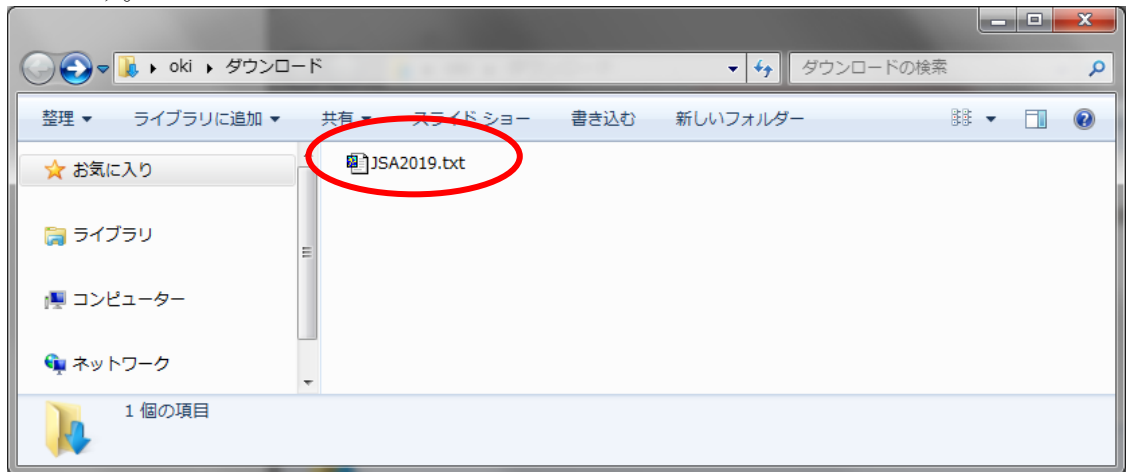 oki ▸ ダウンロード
ダウンロードの検索
整理 ライブラリに追加 共有 スライド ショー 書き込む 新しいフォルダー
お気に入り
JSA2019.txt
ライブラリ
コンピューター
ネットワーク
1 個の項目